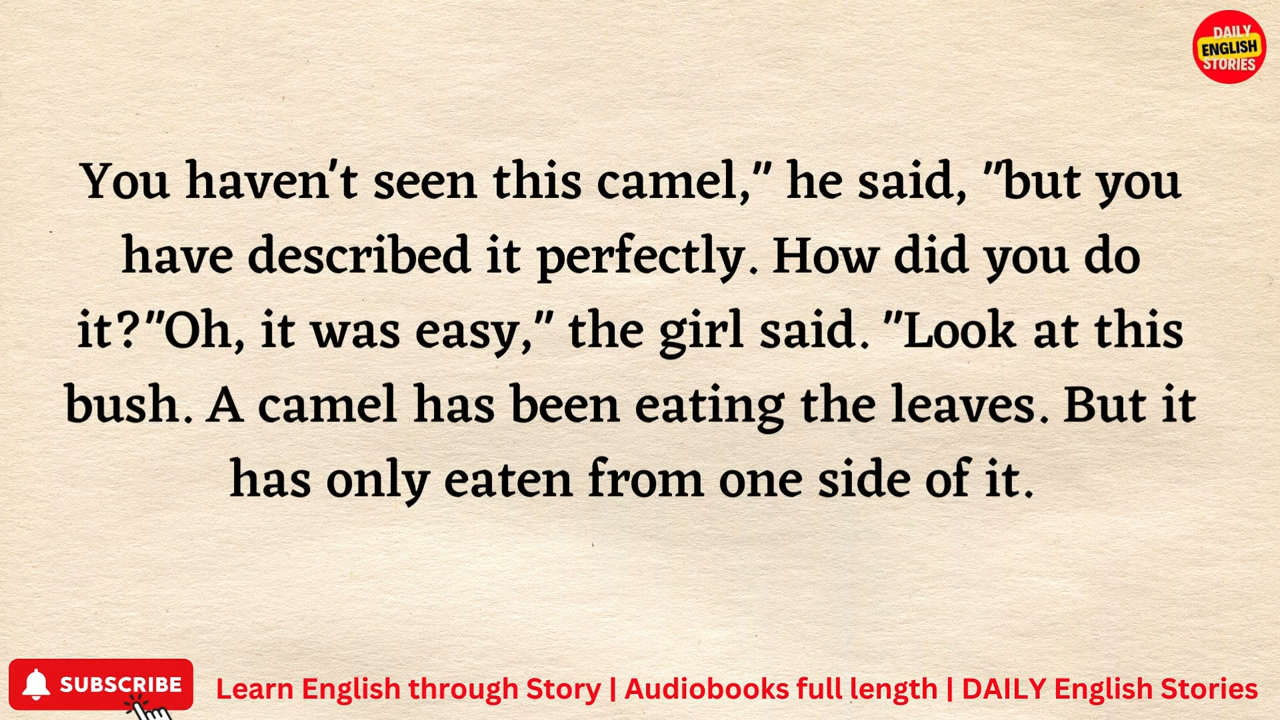 DAILY
ENGLISH
STORIES
You haven't seen this camel," he said, "but you
have described it perfectly. How did you do
it?"Oh, it was easy," the girl said. "Look at this
bush. A camel has been eating the leaves. But it
has only eaten from one side of it.
SUBSCRIBE
Learn English through Story | Audiobooks full length | DAILY English Stories